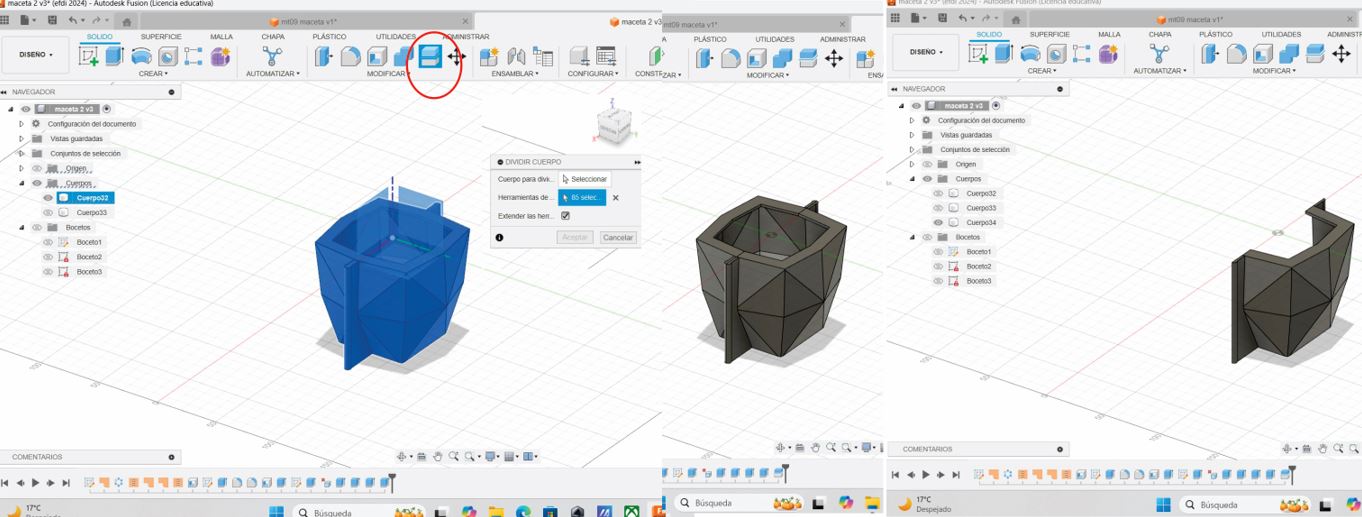 maceta 2 v3* (efdi 2024) - Autodesk Fusion (Licencia educativa)
mt09 maceta v1*
maceta 2 v3*
DISEÑO
SOLIDO
SUPERFICIE
MALLA
CHAPA
PLÁSTICO
UTILIDADES
ADMINISTRAR
CREAR
AUTOMATIZAR
MODIFICAR
ENSAMBLAR
CONFIGURAR
NAVEGADOR
maceta 2 v3
Configuración del documento
Vistas guardadas
Conjuntos de selección
Origen
Cuerpos
Cuerpo32
Cuerpo33
Bocetos
Boceto1
Boceto2
Boceto3
DIVIDIR CUERPO
Cuerpo para divi...
Seleccionar
Herramientas de...
65 selec...
Extender las herr...
Aceptar
Cancelar
COMENTARIOS
17°C
Despejado
Búsqueda
mt09 maceta v1*
PLÁSTICO
UTILIDADES
ADMINISTRAR
MODIFICAR
Búsqueda
maceta 2 v3* (efdi 2024) - Autodesk Fusion (Licencia educativa)
mt09 maceta v1*
DISEÑO
SOLIDO
SUPERFICIE
MALLA
CHAPA
PLÁSTICO
UTILIDADES
CREAR
AUTOMATIZAR
MODIFICAR
NAVEGADOR
maceta 2 v3
Configuración del documento
Vistas guardadas
Conjuntos de selección
Origen
Cuerpos
Cuerpo32
Cuerpo33
Cuerpo34
Bocetos
Boceto1
Boceto2
Boceto3
COMENTARIOS
17°C
Despejado
Búsqueda